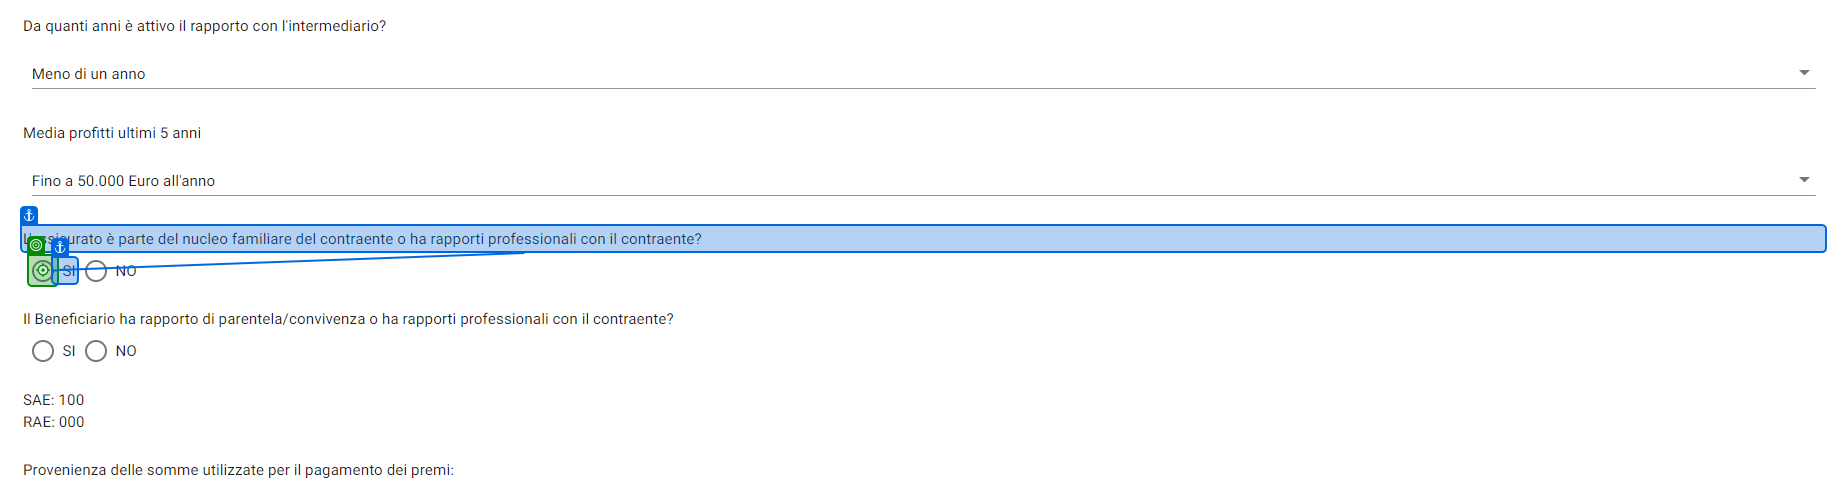 Da quanti anni è attivo il rapporto con l'intermediario?
Meno di un anno
Media profitti ultimi 5 anni
Fino a 50.000 Euro all'anno
L'assicurato è parte del nucleo familiare del contraente o ha rapporti professionali con il contraente?
SI NO
Il Beneficiario ha rapporto di parentela/convivenza o ha rapporti professionali con il contraente?
SI NO
SAE: 100
RAE: 000
Provenienza delle somme utilizzate per il pagamento dei premi: